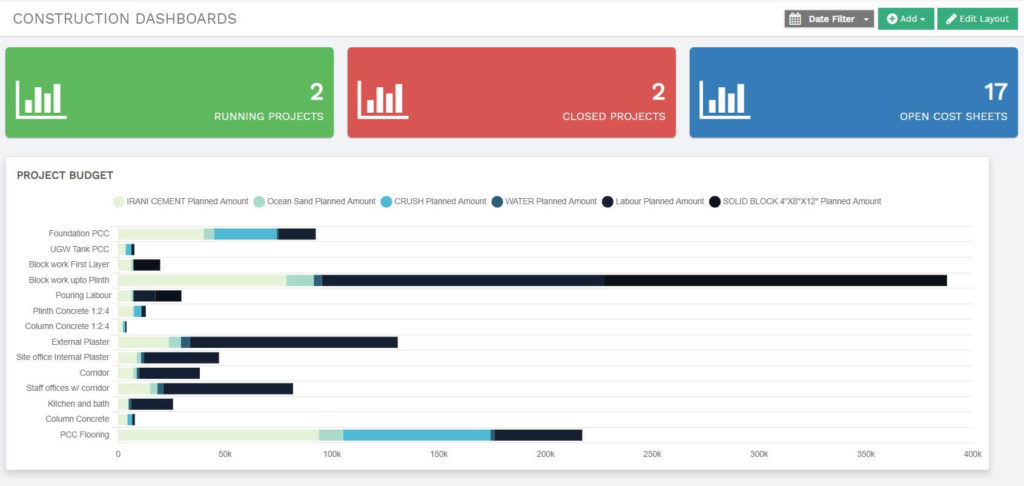 CONSTRUCTION DASHBOARDS
Date Filter
Add
Edit Layout
2
RUNNING PROJECTS
2
CLOSED PROJECTS
17
OPEN COST SHEETS
PROJECT BUDGET
IRANI CEMENT Planned Amount Ocean Sand Planned Amount CRUSH Planned Amount WATER Planned Amount Labour Planned Amount SOLID BLOCK 4"X8"X12" Planned Amount
Foundation PCC
UGW Tank PCC
Block work First Layer
Block work upto Plinth
Pouring Labour
Plinth Concrete 1:2:4
Column Concrete 1:2:4
External Plaster
Site office Internal Plaster
Corridor
Staff offices w/ corridor
Kitchen and bath
Column Concrete
PCC Flooring
0 50k 100k 150k 200k 250k 300k 350k 400k